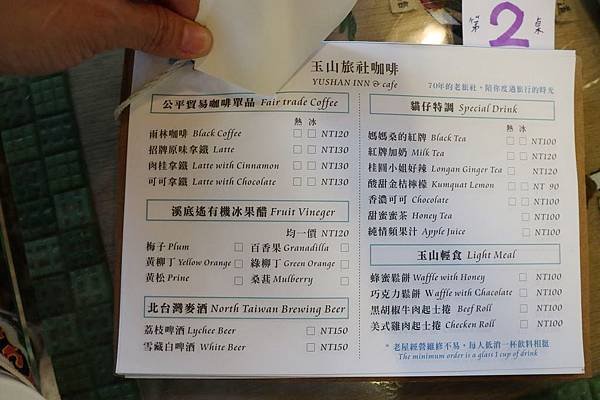 第 2 桌
玉山旅社咖啡
YUSHAN INN & cafe
70年的老旅社，陪你度過旅行的時光
公平貿易咖啡單品 Fair trade Coffee
熱 冰
雨林咖啡 Black Coffee □ □ NT120
招牌原味拿鐵 Latte □ □ NT130
肉桂拿鐵 Latte with Cinnamon □ □ NT130
可可拿鐵 Latte with Chocolate □ □ NT130
溪底遙有機冰果醋 Fruit Vineger
均一價 NT120
梅子 Plum □ 百香果 Granadilla □
黃柳丁 Yellow Orange □ 綠柳丁 Green Orange □
黃松 Prine □ 桑葚 Mulberry □
北台灣麥酒 North Taiwan Brewing Beer
荔枝啤酒 Lychee Beer □ NT150
雪藏白啤酒 White Beer □ NT150
貓仔特調 Special Drink
熱 冰
媽媽桑的紅牌 Black Tea □ □ NT100
紅牌加奶 Milk Tea □ □ NT130
桂圓小姐好辣 Longan Ginger Tea □ NT120
酸甜金桔檸檬 Kumquat Lemon □ □ NT 90
香濃可可 Chocolate □ □ NT100
甜蜜蜜茶 Honey Tea □ NT100
純情蘋果汁 Apple Juice □ NT100
玉山輕食 Light Meal
蜂蜜鬆餅 Waffle with Honey □ NT100
巧克力鬆餅 Waffle with Chacolate □ NT100
黑胡椒牛肉起士捲 Beef Roll □ NT100
美式雞肉起士捲 Checken Roll □ NT100
* 老屋經營維修不易，每人低消一杯飲料相挺
The minimum order is a glass 1 cup of drink